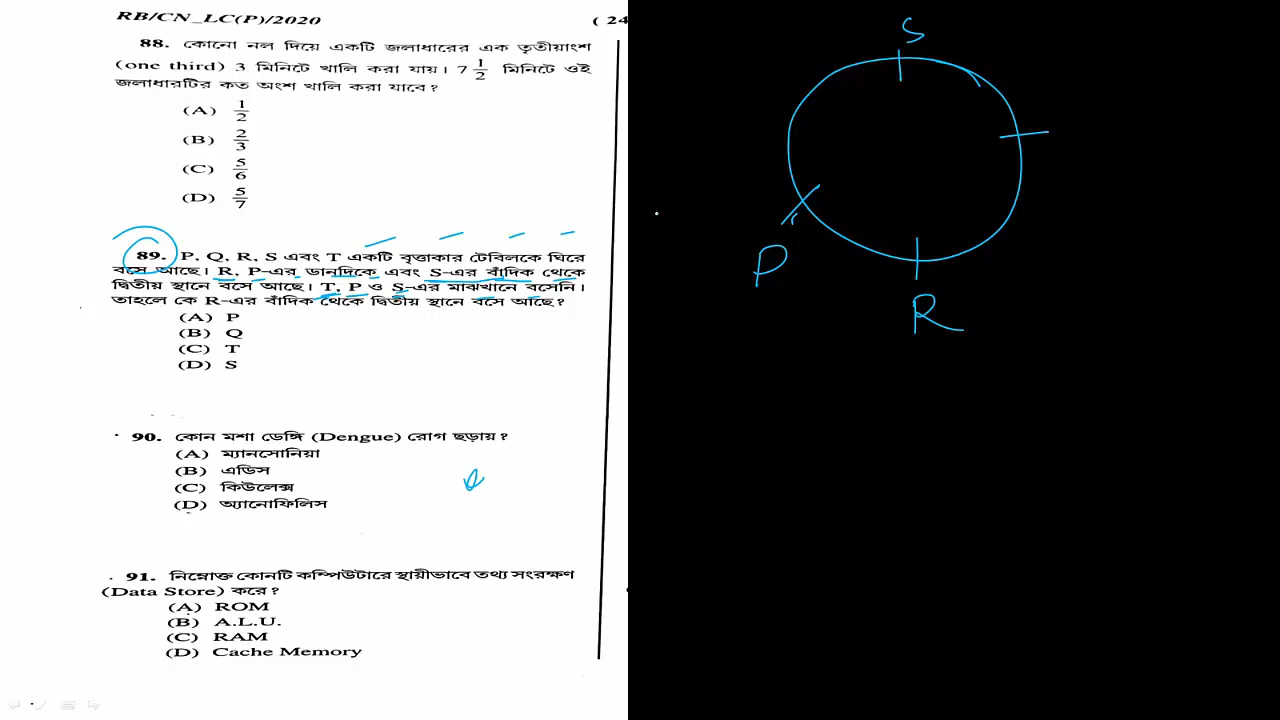 RB/CN_LC(P)/2020
( 24
88. কোনো নল দিয়ে একটি জলাধারের এক তৃতীয়াংশ
(one third) 3 মিনিটে খালি করা যায়। 7 1/2 মিনিটে ওই
জলাধারটির কত অংশ খালি করা যাবে?
(A) 1/2
(B) 2/3
(C) 5/6
(D) 5/7
89. P, Q, R, S এবং T একটি বৃত্তাকার টেবিলকে ঘিরে
বসে আছে। R, P-এর ডানদিকে এবং S-এর বাঁদিক থেকে
দ্বিতীয় স্থানে বসে আছে। T, P ও S-এর মাঝখানে বসেনি।
তাহলে কে R-এর বাঁদিক থেকে দ্বিতীয় স্থানে বসে আছে?
(A) P
(B) Q
(C) T
(D) S
90. কোন মশা ডেঙ্গি (Dengue) রোগ ছড়ায়?
(A) ম্যানসোনিয়া
(B) এডিস
(C) কিউলেক্স
(D) অ্যানোফিলিস
91. নিম্নোক্ত কোনটি কম্পিউটারে স্থায়ীভাবে তথ্য সংরক্ষণ
(Data Store) করে?
(A) ROM
(B) A.L.U.
(C) RAM
(D) Cache Memory
S
P
R